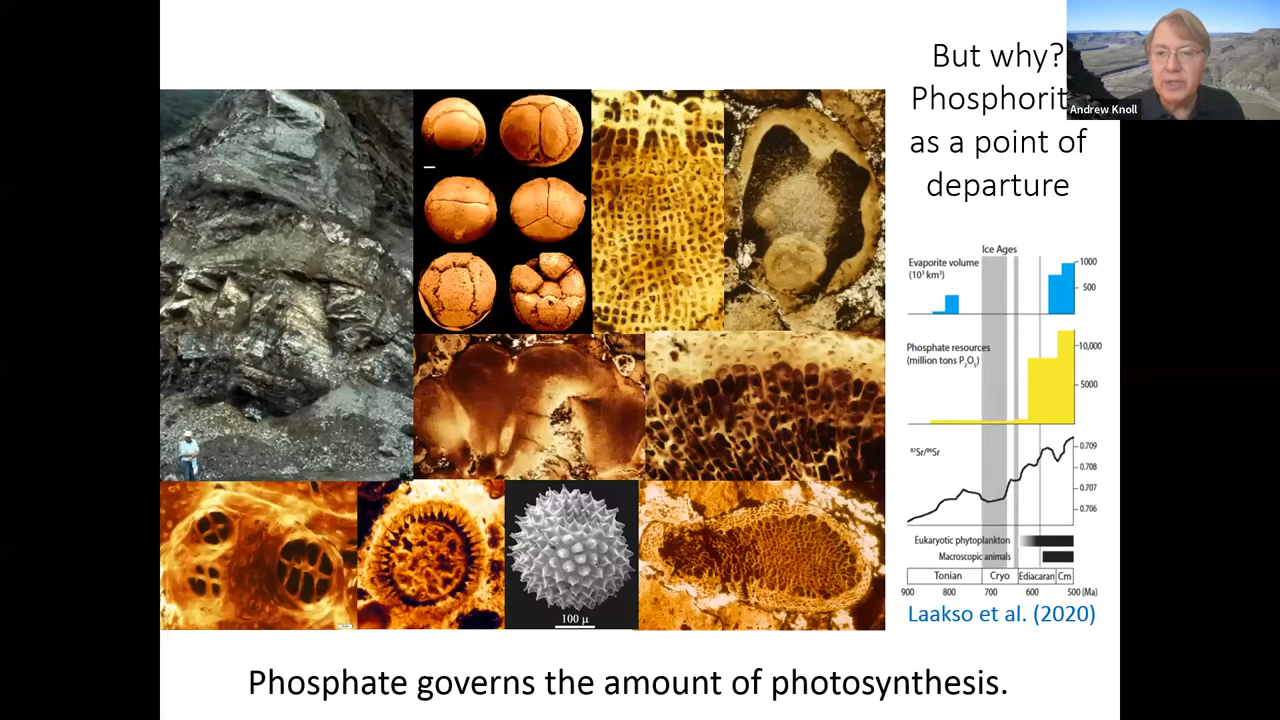 But why?
Phosphorit
as a point of
departure
Andrew Knoll
Ice Ages
Evaporite volume
(10³ km³)
1000
500
Phosphate resources
(million tons P₂O₅)
10,000
5000
⁸⁷Sr/⁸⁶Sr
0.709
0.708
0.707
0.706
Eukaryotic phytoplankton
Macroscopic animals
Tonian Cryo Ediacaran Cm
900 800 700 600 500 (Ma)
Laakso et al. (2020)
100 µ
Phosphate governs the amount of photosynthesis.